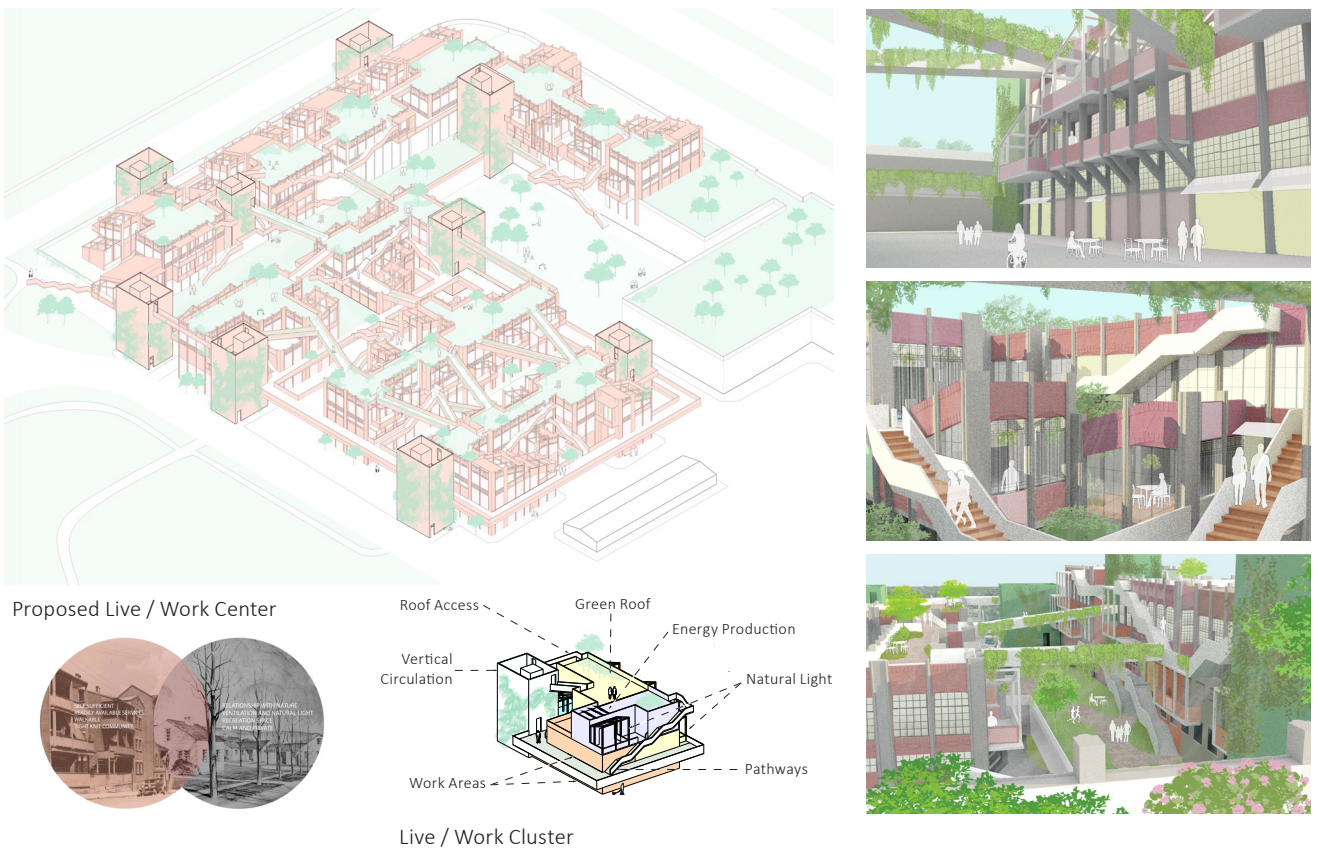 Proposed Live / Work Center
SELF SUFFICIENT
READILY AVAILABLE SERVICES
WALKABLE
TIGHT KNIT COMMUNITY
RELATIONSHIP WITH NATURE
VENTILATION AND NATURAL LIGHT
RECREATION SPACE
CALM AND PRIVATE
Roof Access
Green Roof
Energy Production
Vertical
Circulation
Natural Light
Work Areas
Pathways
Live / Work Cluster